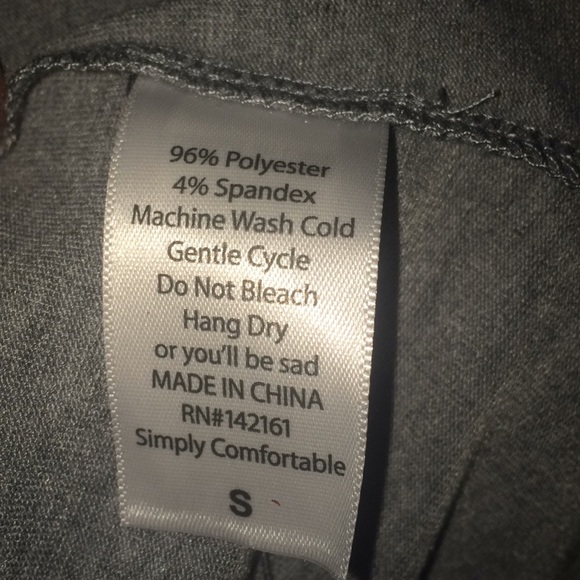 96% Polyester
4% Spandex
Machine Wash Cold
Gentle Cycle
Do Not Bleach
Hang Dry
or you'll be sad
MADE IN CHINA
RN#142161
Simply Comfortable
S